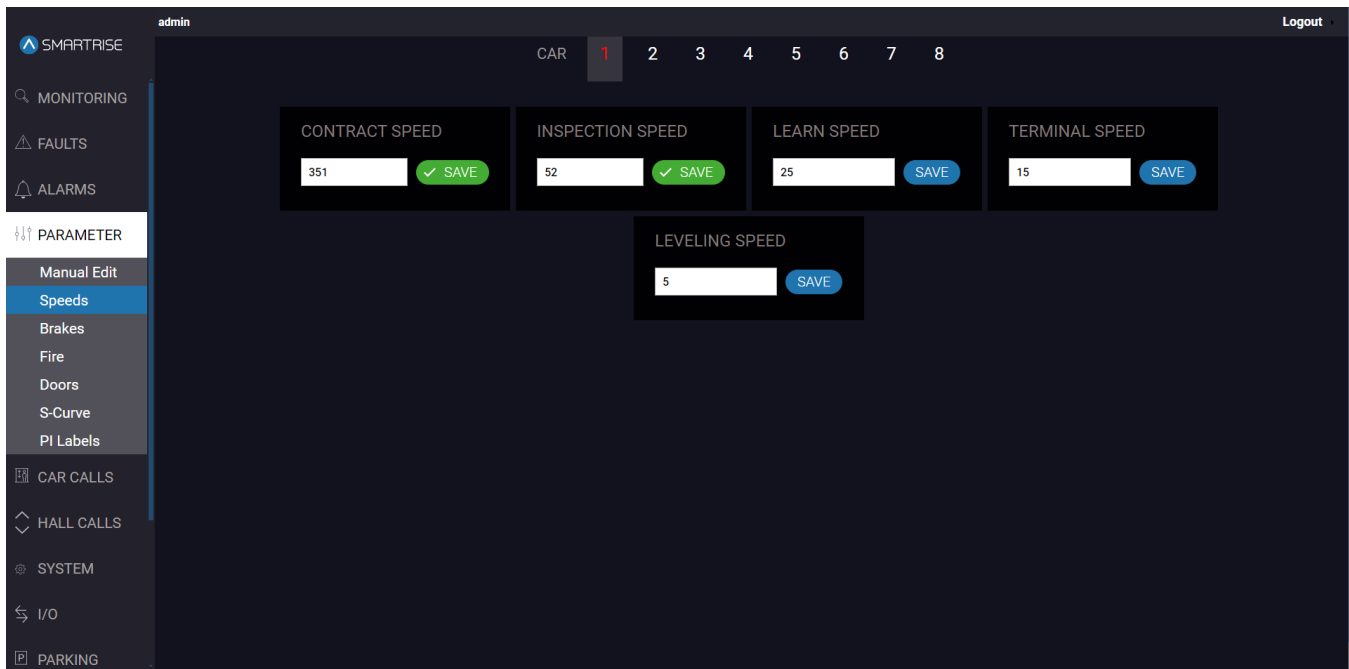 admin
Logout
SMARTRISE
CAR 1 2 3 4 5 6 7 8
MONITORING
FAULTS
ALARMS
PARAMETER
Manual Edit
Speeds
Brakes
Fire
Doors
S-Curve
PI Labels
CAR CALLS
HALL CALLS
SYSTEM
I/O
P PARKING
CONTRACT SPEED
351 SAVE
INSPECTION SPEED
52 SAVE
LEARN SPEED
25 SAVE
TERMINAL SPEED
15 SAVE
LEVELING SPEED
5 SAVE